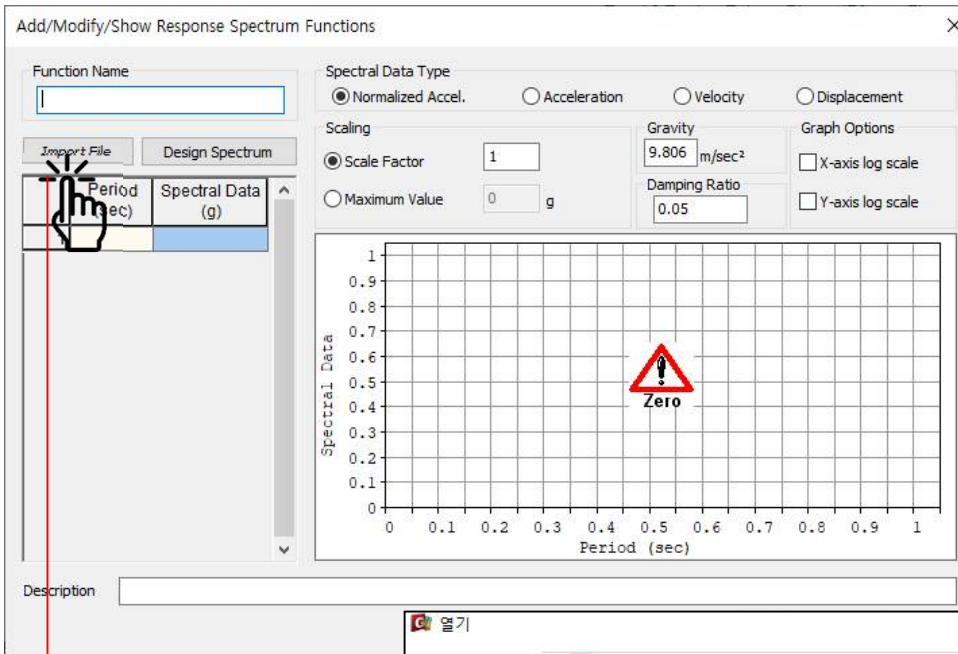 Add/Modify/Show Response Spectrum Functions
Function Name
Import File
Design Spectrum
Period
(sec)
Spectral Data
(g)
1
Spectral Data Type
Normalized Accel.
Acceleration
Velocity
Displacement
Scaling
Scale Factor
1
Maximum Value
0
g
Gravity
9.806 m/sec²
Damping Ratio
0.05
Graph Options
X-axis log scale
Y-axis log scale
1
0.9
0.8
0.7
0.6
0.5
0.4
0.3
0.2
0.1
0
Spectral Data
Zero
0 0.1 0.2 0.3 0.4 0.5 0.6 0.7 0.8 0.9 1
Period (sec)
Description
열기